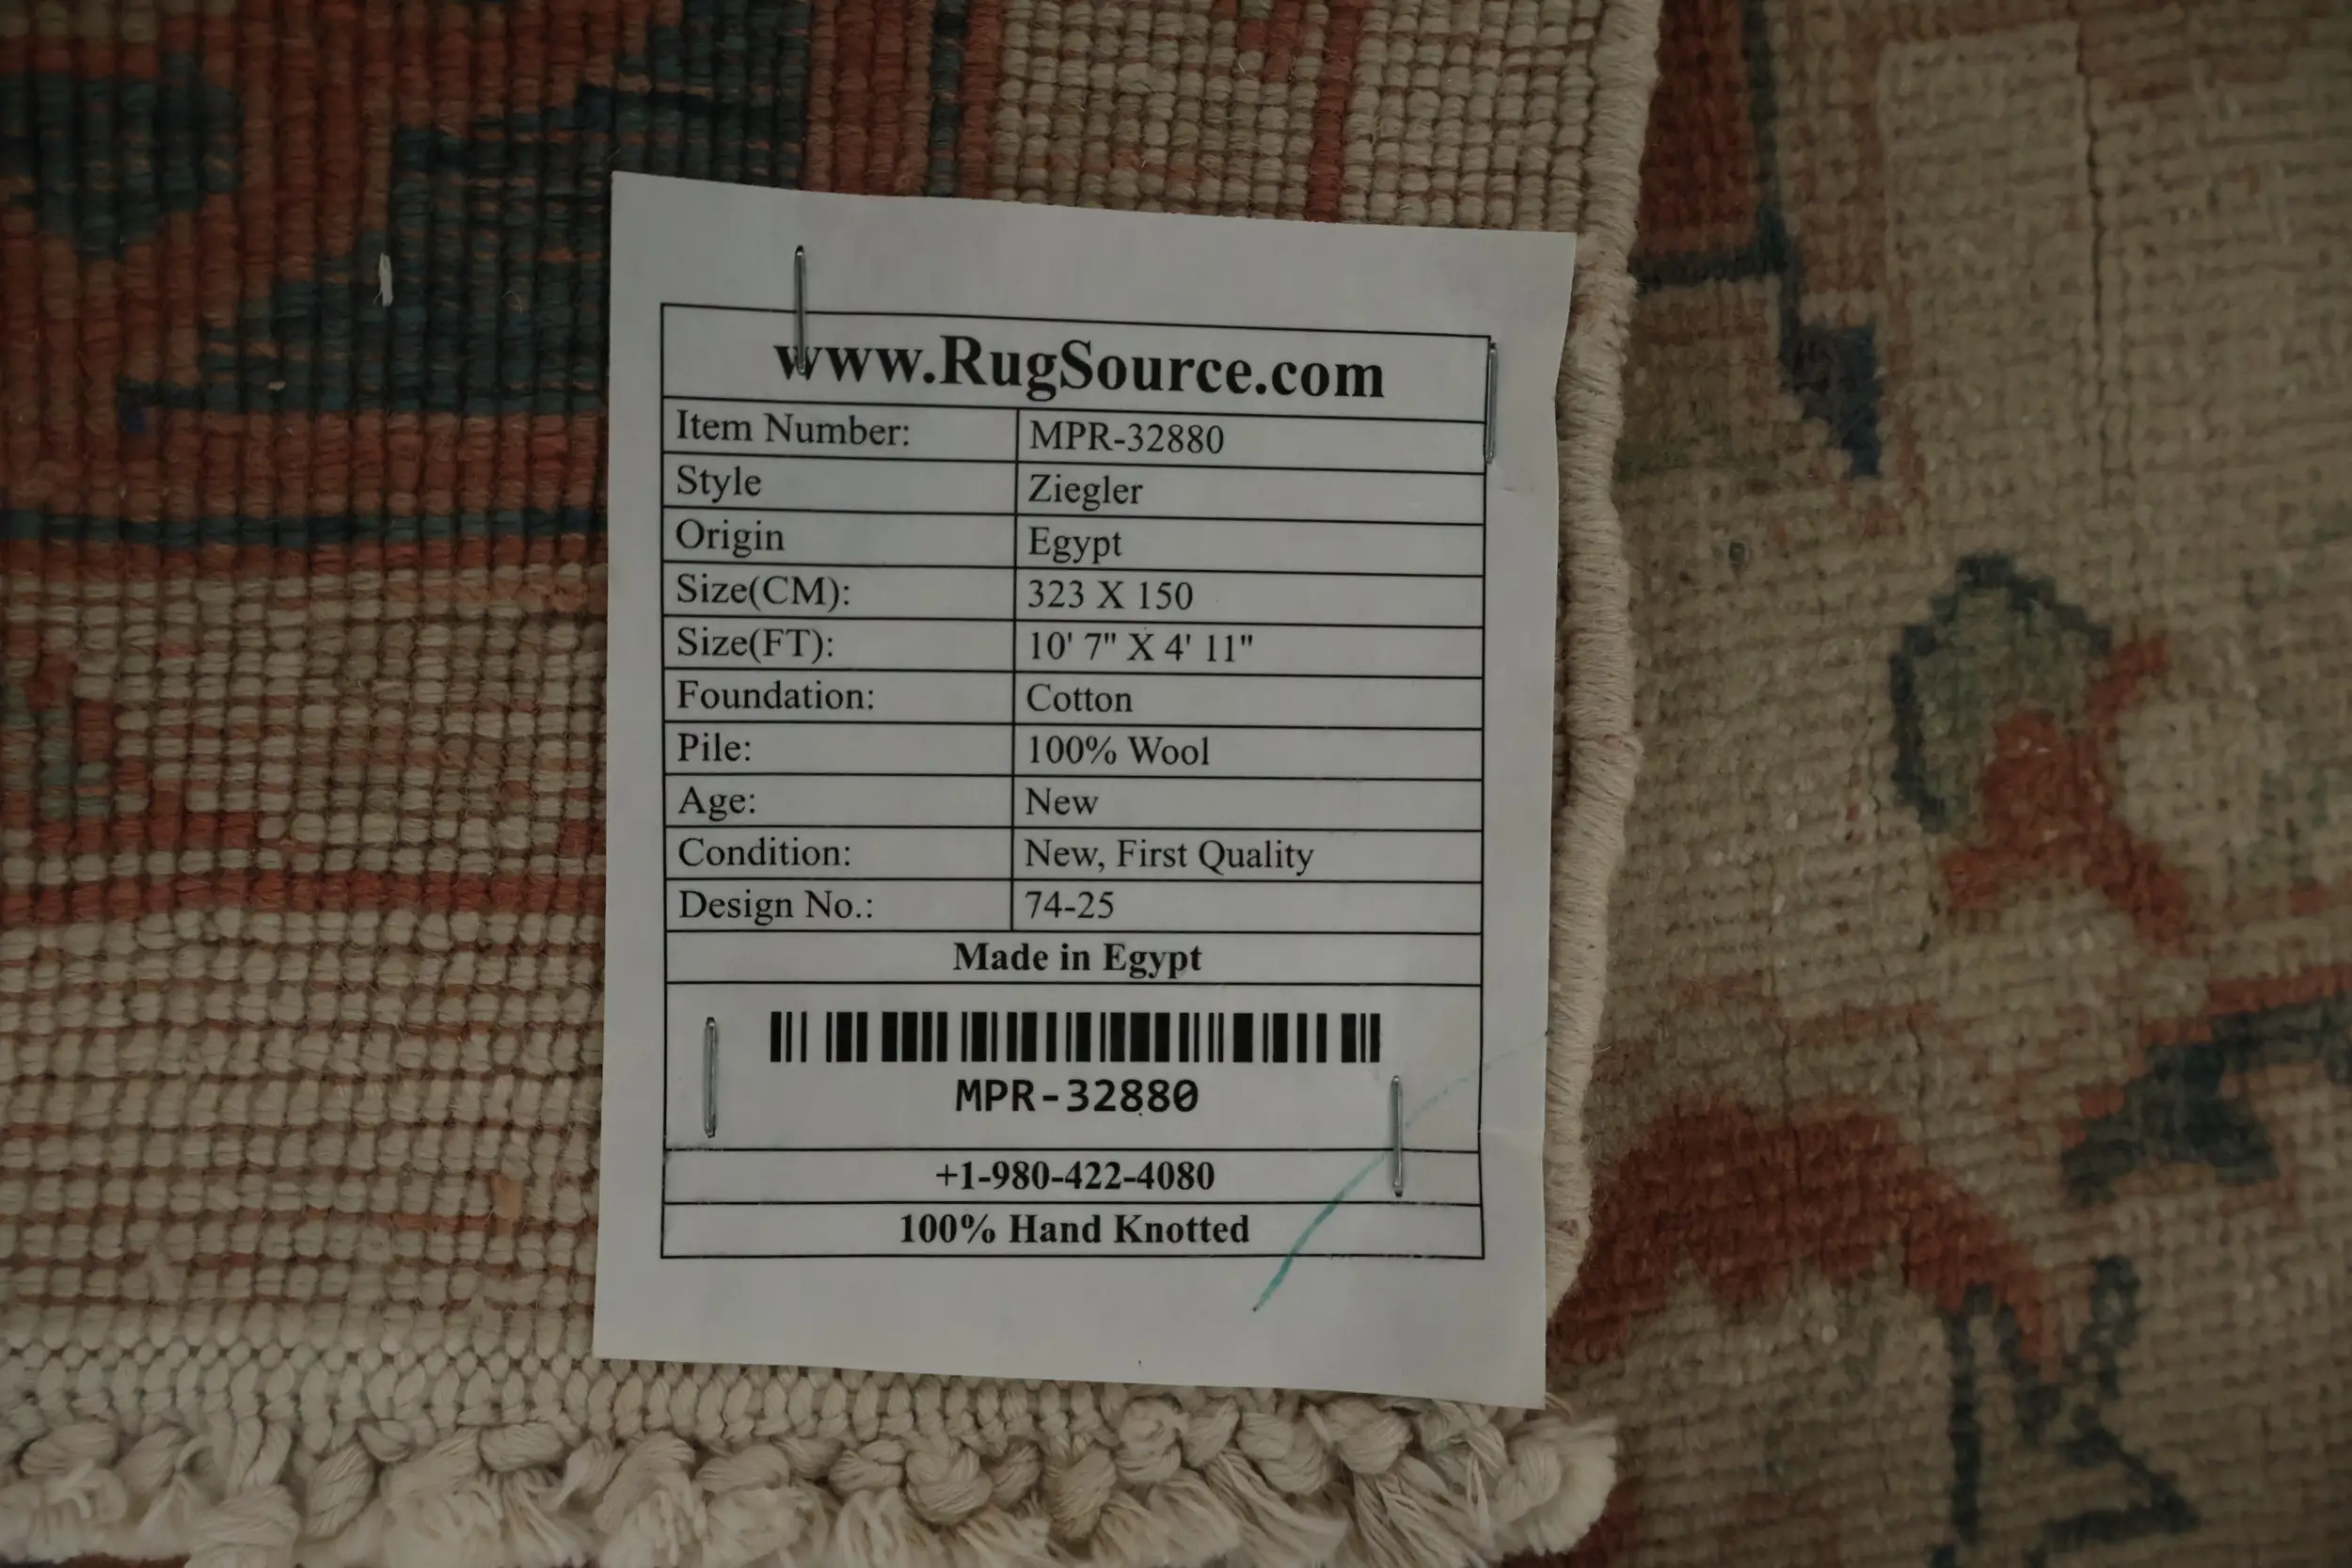 www.RugSource.com
Item Number: MPR-32880
Style Ziegler
Origin Egypt
Size(CM): 323 X 150
Size(FT): 10' 7" X 4' 11"
Foundation: Cotton
Pile: 100% Wool
Age: New
Condition: New, First Quality
Design No.: 74-25
Made in Egypt
MPR-32880
+1-980-422-4080
100% Hand Knotted